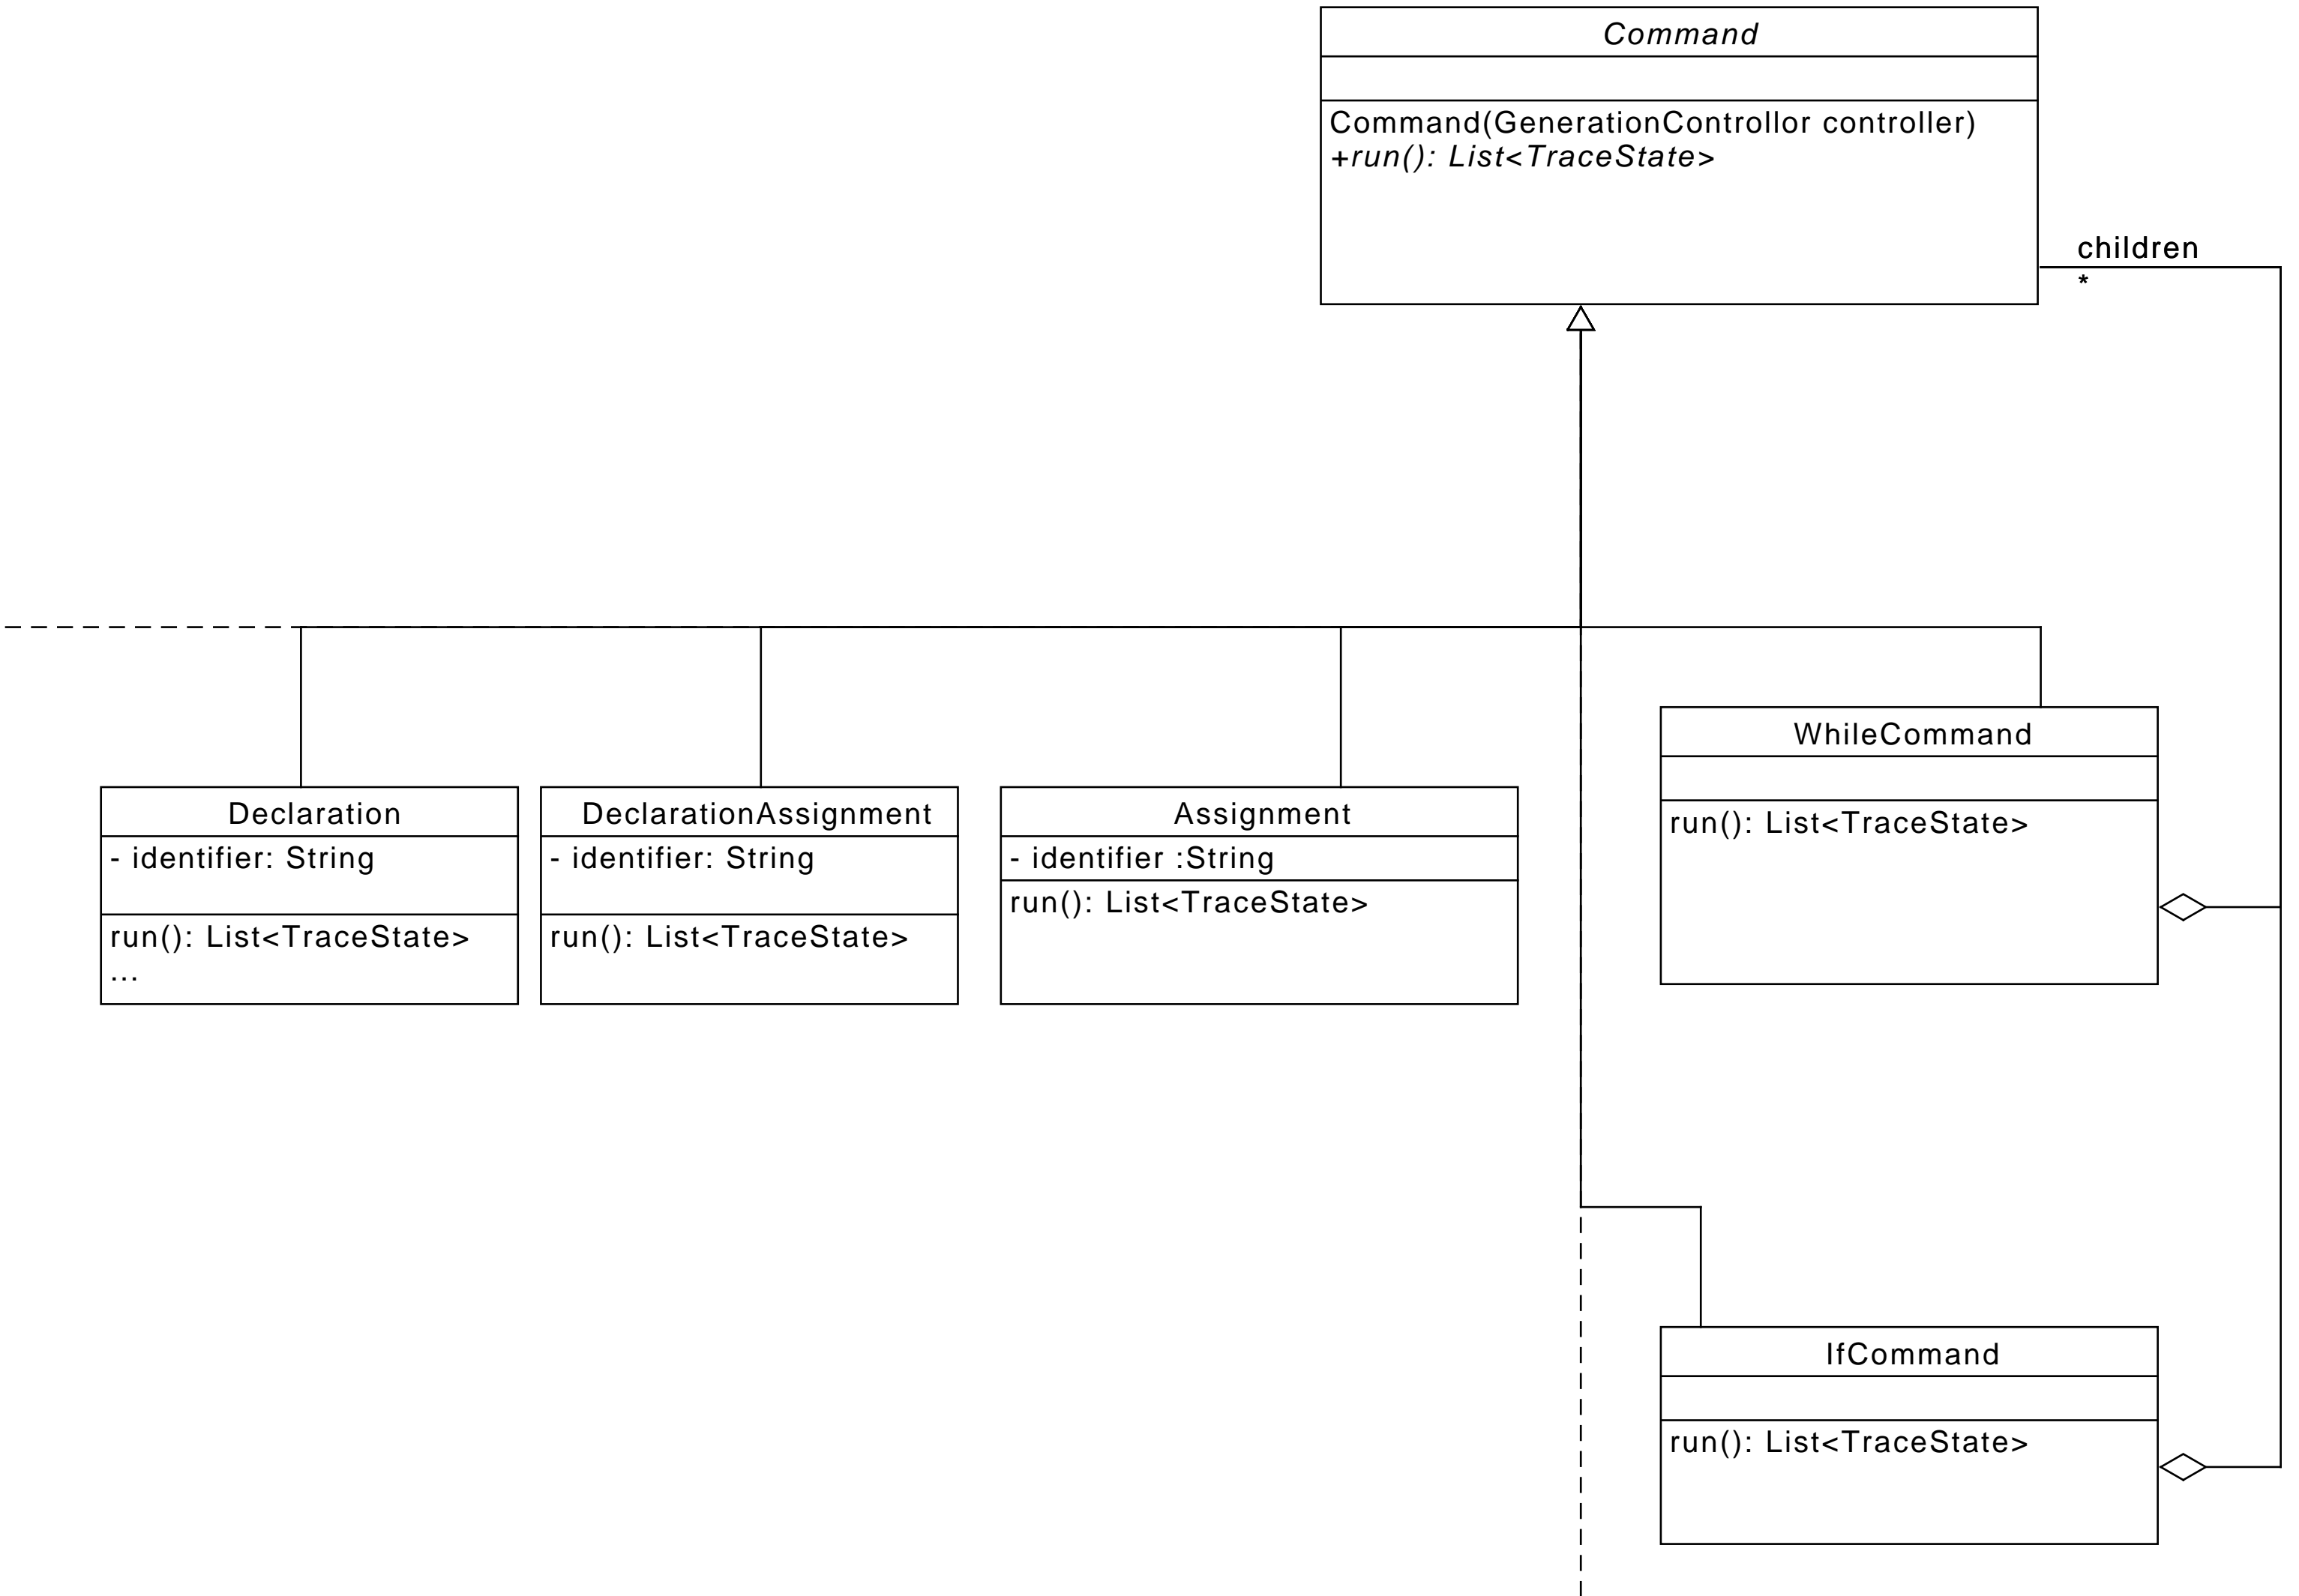 Command
Command(GenerationControllor controller)
+run(): List<TraceState>
children
*
Declaration
- identifier: String
run(): List<TraceState>
...
DeclarationAssignment
- identifier: String
run(): List<TraceState>
Assignment
- identifier :String
run(): List<TraceState>
WhileCommand
run(): List<TraceState>
IfCommand
run(): List<TraceState>